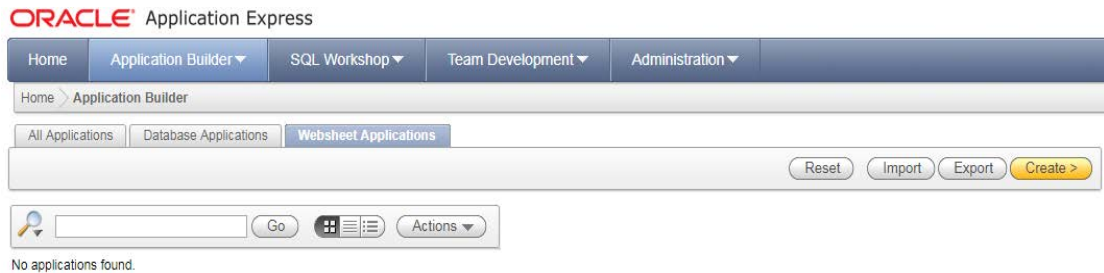 ORACLE Application Express
Home Application Builder SQL Workshop Team Development Administration
Home Application Builder
All Applications Database Applications Websheet Applications
Reset Import Export Create >
Go Actions
No applications found.